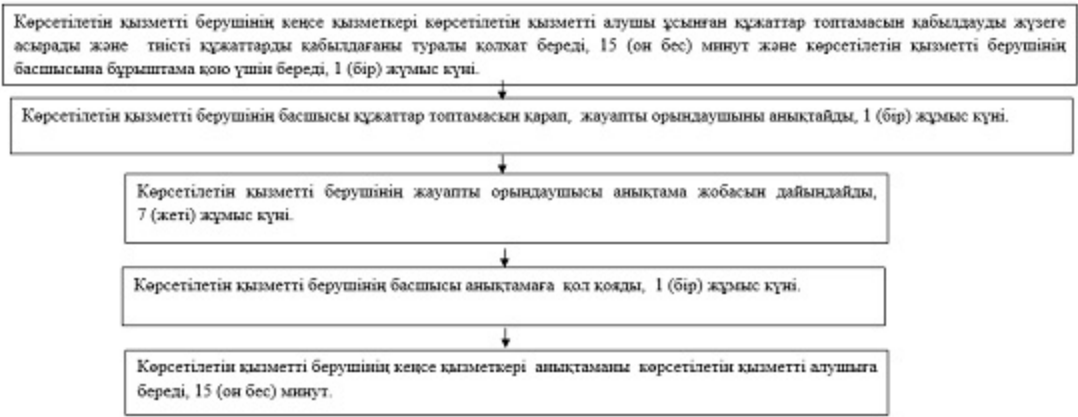 Көрсетілетін қызметті берушінің кеңсе қызметкері көрсетілетін қызметті алушы ұсынған құжаттар топтамасын қабылдауды жүзеге
асырады және тиісті құжаттарды қабылдағаны туралы қолхат береді, 15 (он бес) минут және көрсетілетін қызметті берушінің
басшысына бұрыштама қою үшін береді, 1 (бір) жұмыс күні.
Көрсетілетін қызметті берушінің басшысы құжаттар топтамасын қарап, жауапты орындаушыны анықтайды, 1 (бір) жұмыс күні.
Көрсетілетін қызметті берушінің жауапты орындаушысы анықтама жобасын дайындайды,
7 (жеті) жұмыс күні.
Көрсетілетін қызметті берушінің басшысы анықтамаға қол қояды, 1 (бір) жұмыс күні.
Көрсетілетін қызметті берушінің кеңсе қызметкері анықтаманы көрсетілетін қызметті алушыға
береді, 15 (он бес) минут.